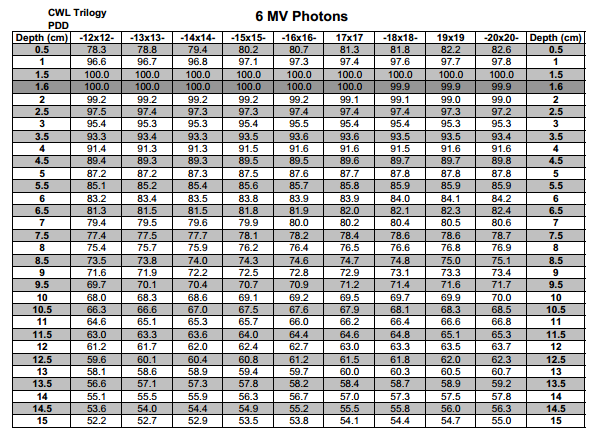 CWL Trilogy
6 MV Photons
PDD
Depth (cm) -12x12- -13x13- -14x14- -15x15- -16x16- 17x17 -18x18- 19x19 -20x20- Depth (cm)
0.5 78.3 78.8 79.4 80.2 80.7 81.3 81.8 82.2 82.6 0.5
1 96.6 96.7 96.8 97.1 97.3 97.4 97.6 97.7 97.8 1
1.5 100.0 100.0 100.0 100.0 100.0 100.0 100.0 100.0 100.0 1.5
1.6 100.0 100.0 100.0 100.0 100.0 100.0 99.9 99.9 99.9 1.6
2 99.2 99.2 99.2 99.2 99.2 99.1 99.1 99.0 99.0 2
2.5 97.5 97.4 97.3 97.3 97.4 97.4 97.4 97.3 97.2 2.5
3 95.4 95.3 95.4 95.5 95.5 95.4 95.4 95.3 95.3 3
3.5 93.3 93.4 93.3 93.5 93.6 93.6 93.5 93.5 93.4 3.5
4 91.4 91.3 91.3 91.5 91.6 91.6 91.5 91.6 91.6 4
4.5 89.4 89.3 89.3 89.5 89.5 89.6 89.7 89.7 89.8 4.5
5 87.2 87.2 87.3 87.5 87.6 87.7 87.8 87.8 87.8 5
5.5 85.1 85.2 85.4 85.6 85.7 85.8 85.9 85.9 85.9 5.5
6 83.2 83.4 83.5 83.8 83.9 83.9 84.0 84.1 84.2 6
6.5 81.3 81.5 81.5 81.8 81.9 82.0 82.1 82.3 82.4 6.5
7 79.4 79.5 79.6 79.9 80.0 80.2 80.4 80.5 80.6 7
7.5 77.4 77.5 77.7 78.1 78.2 78.4 78.6 78.6 78.7 7.5
8 75.4 75.7 75.9 76.2 76.4 76.5 76.6 76.8 76.9 8
8.5 73.5 73.8 74.0 74.3 74.6 74.7 74.8 75.0 75.1 8.5
9 71.6 71.9 72.2 72.5 72.8 72.9 73.1 73.3 73.4 9
9.5 69.7 70.1 70.4 70.7 70.9 71.2 71.4 71.6 71.7 9.5
10 68.0 68.3 68.6 69.1 69.2 69.5 69.7 69.9 70.0 10
10.5 66.3 66.6 67.0 67.5 67.6 67.9 68.1 68.3 68.5 10.5
11 64.6 65.1 65.3 65.7 66.0 66.2 66.4 66.6 66.8 11
11.5 63.0 63.3 63.6 64.0 64.4 64.6 64.8 65.1 65.3 11.5
12 61.2 61.7 62.0 62.4 62.7 63.0 63.3 63.5 63.7 12
12.5 59.6 60.1 60.4 60.8 61.2 61.5 61.8 62.0 62.3 12.5
13 58.1 58.6 58.9 59.4 59.7 60.0 60.3 60.5 60.7 13
13.5 56.6 57.1 57.3 57.8 58.2 58.4 58.7 58.9 59.2 13.5
14 55.1 55.5 55.9 56.3 56.7 57.0 57.3 57.5 57.8 14
14.5 53.6 54.0 54.4 54.9 55.2 55.5 55.8 56.0 56.3 14.5
15 52.2 52.7 52.9 53.5 53.8 54.1 54.4 54.7 55.0 15